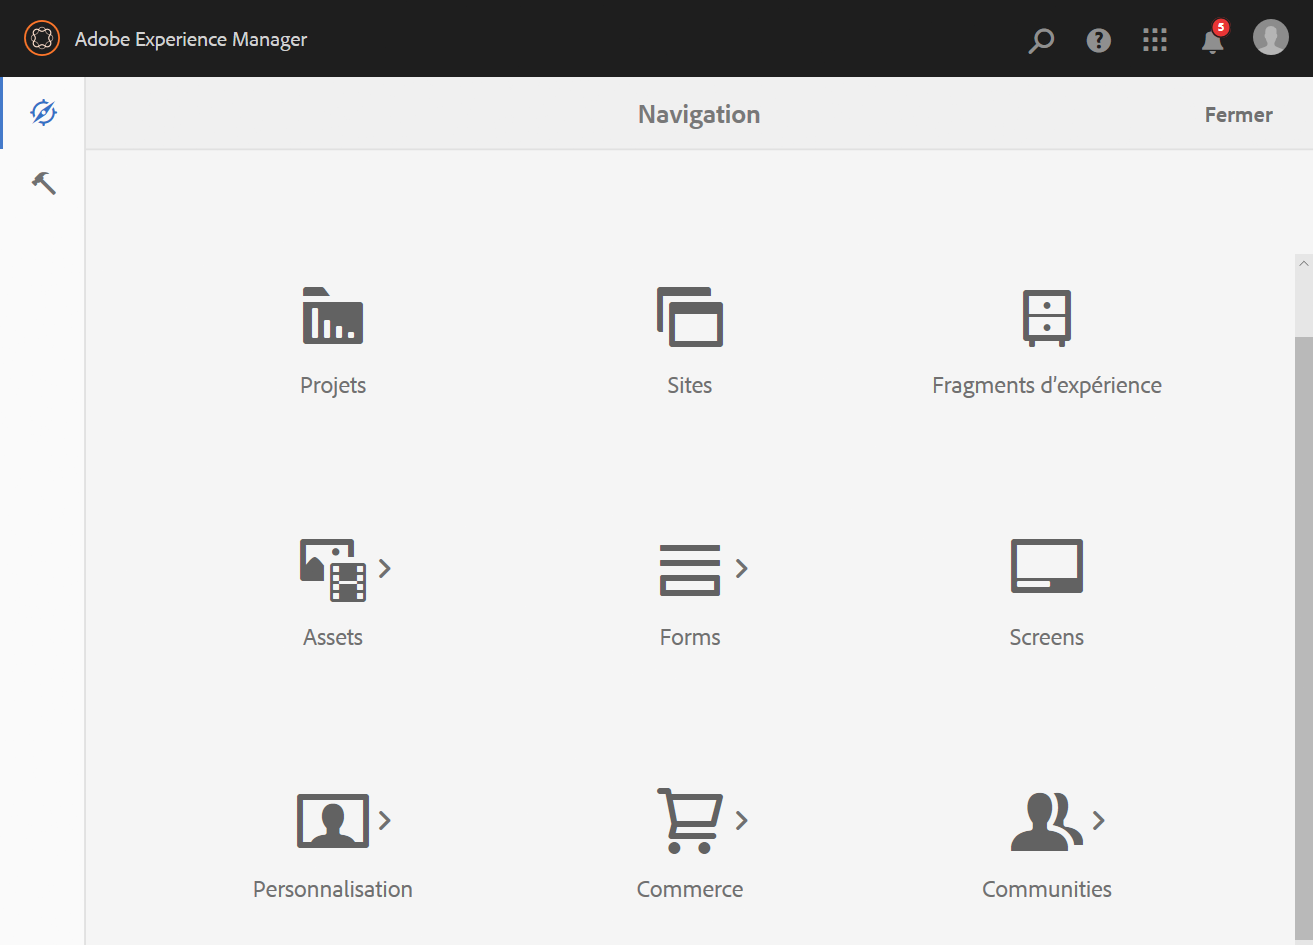 Adobe Experience Manager
5
Navigation
Fermer
Projets
Sites
Fragments d’expérience
Assets
Forms
Screens
Personnalisation
Commerce
Communities